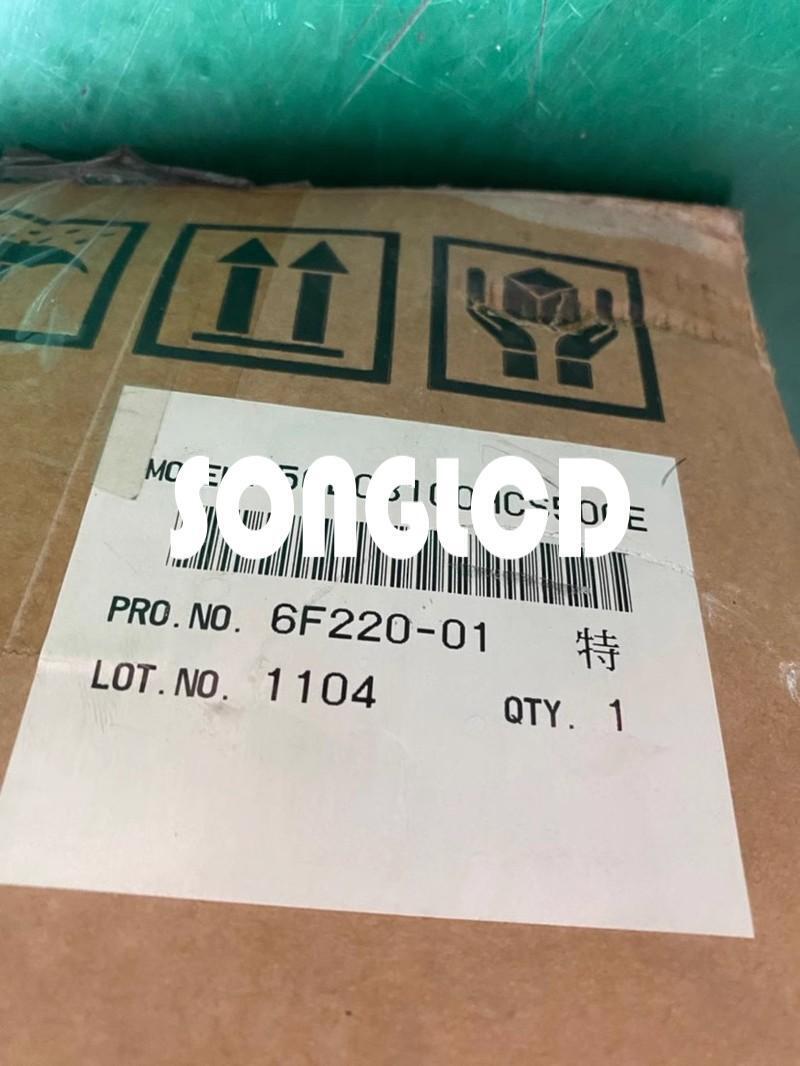 SONGLCD
PRO.NO. 6F220-01 特
LOT.NO. 1104 QTY. 1